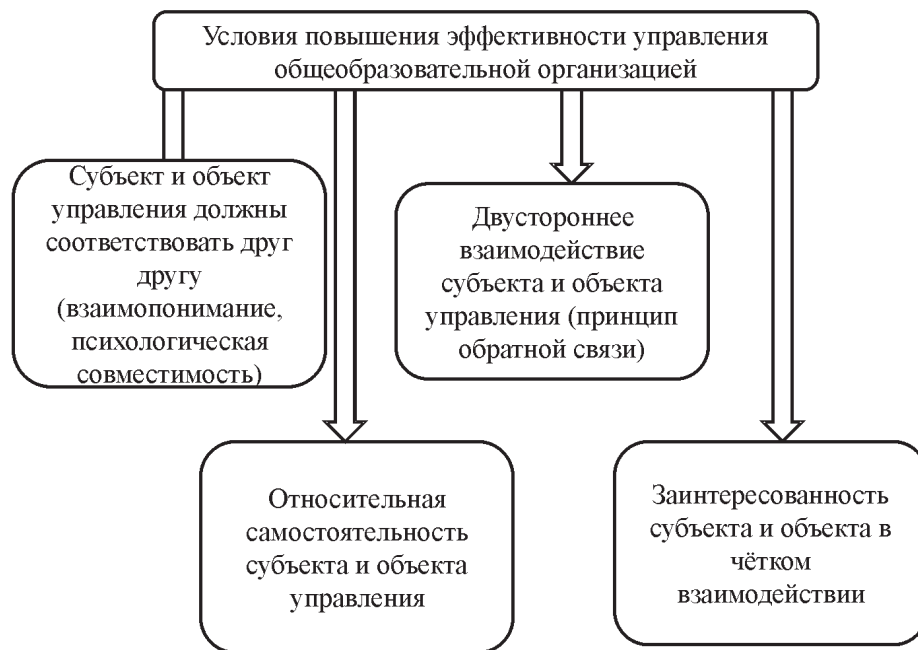 Условия повышения эффективности управления
общеобразовательной организацией
Субъект и объект
управления должны
соответствовать друг
другу
(взаимопонимание,
психологическая
совместимость)
Двустороннее
взаимодействие
субъекта и объекта
управления (принцип
обратной связи)
Относительная
самостоятельность
субъекта и объекта
управления
Заинтересованность
субъекта и объекта в
чётком
взаимодействии